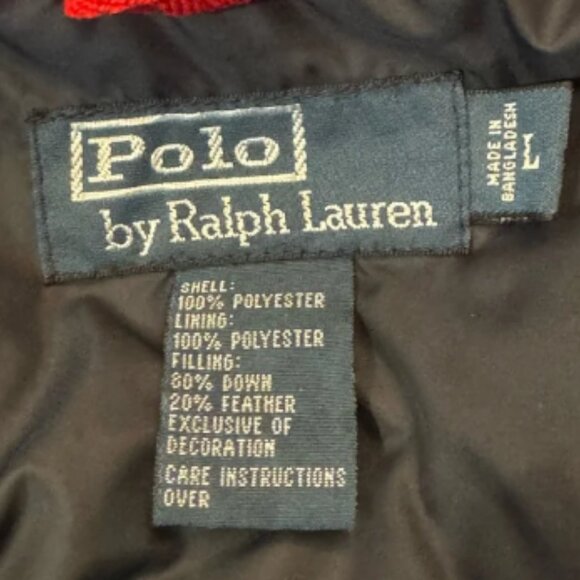 Polo
by Ralph Lauren
MADE IN
BANGLADESH
L
SHELL:
100% POLYESTER
LINING:
100% POLYESTER
FILLING:
80% DOWN
20% FEATHER
EXCLUSIVE OF
DECORATION
CARE INSTRUCTIONS
OVER